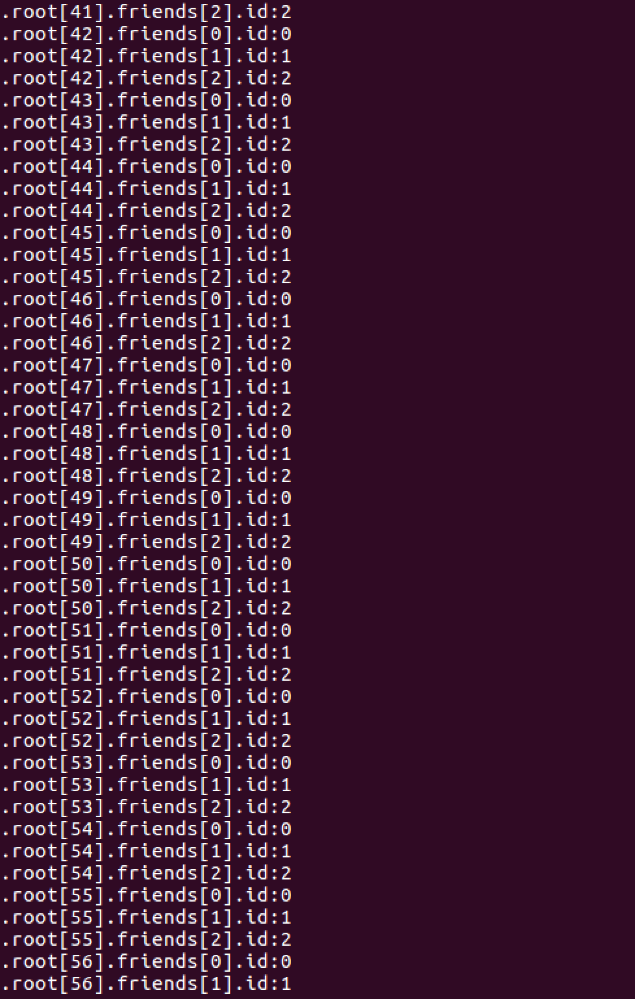 .root[41].friends[2].id:2
.root[42].friends[0].id:0
.root[42].friends[1].id:1
.root[42].friends[2].id:2
.root[43].friends[0].id:0
.root[43].friends[1].id:1
.root[43].friends[2].id:2
.root[44].friends[0].id:0
.root[44].friends[1].id:1
.root[44].friends[2].id:2
.root[45].friends[0].id:0
.root[45].friends[1].id:1
.root[45].friends[2].id:2
.root[46].friends[0].id:0
.root[46].friends[1].id:1
.root[46].friends[2].id:2
.root[47].friends[0].id:0
.root[47].friends[1].id:1
.root[47].friends[2].id:2
.root[48].friends[0].id:0
.root[48].friends[1].id:1
.root[48].friends[2].id:2
.root[49].friends[0].id:0
.root[49].friends[1].id:1
.root[49].friends[2].id:2
.root[50].friends[0].id:0
.root[50].friends[1].id:1
.root[50].friends[2].id:2
.root[51].friends[0].id:0
.root[51].friends[1].id:1
.root[51].friends[2].id:2
.root[52].friends[0].id:0
.root[52].friends[1].id:1
.root[52].friends[2].id:2
.root[53].friends[0].id:0
.root[53].friends[1].id:1
.root[53].friends[2].id:2
.root[54].friends[0].id:0
.root[54].friends[1].id:1
.root[54].friends[2].id:2
.root[55].friends[0].id:0
.root[55].friends[1].id:1
.root[55].friends[2].id:2
.root[56].friends[0].id:0
.root[56].friends[1].id:1